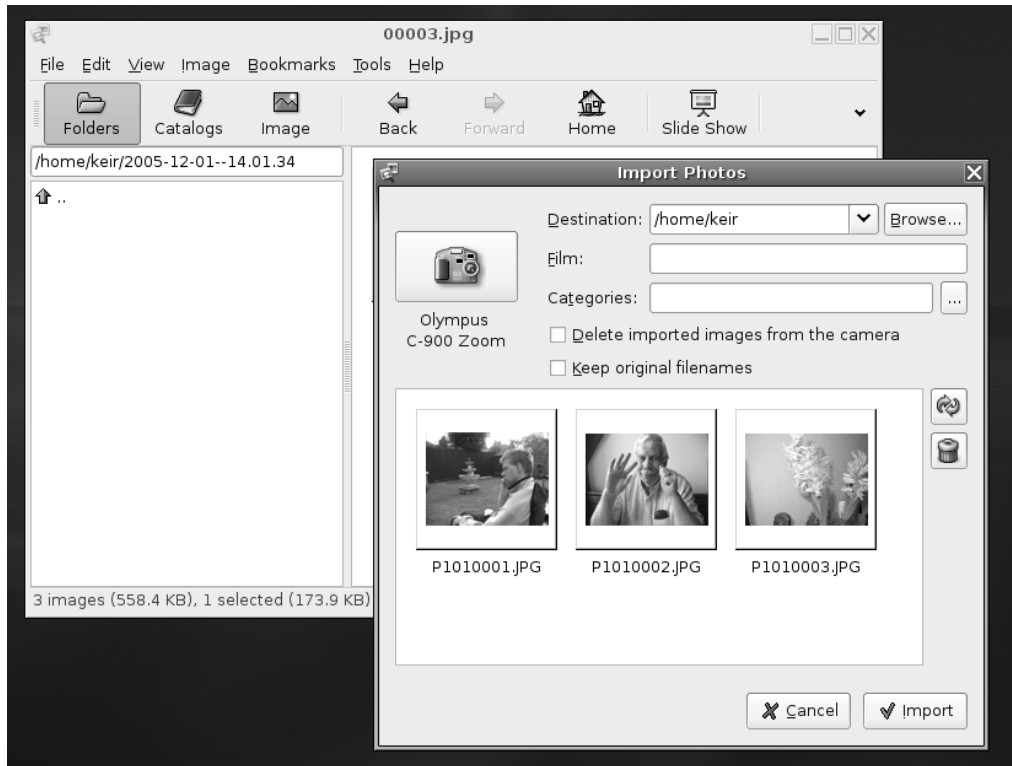 00003.jpg
File Edit View Image Bookmarks Tools Help
Folders Catalogs Image Back Forward Home Slide Show
/home/keir/2005-12-01--14.01.34
..
3 images (558.4 KB), 1 selected (173.9 KB)
Import Photos
Destination: /home/keir Browse...
Film:
Categories: ...
Olympus
C-900 Zoom
Delete imported images from the camera
Keep original filenames
P1010001.JPG P1010002.JPG P1010003.JPG
Cancel Import